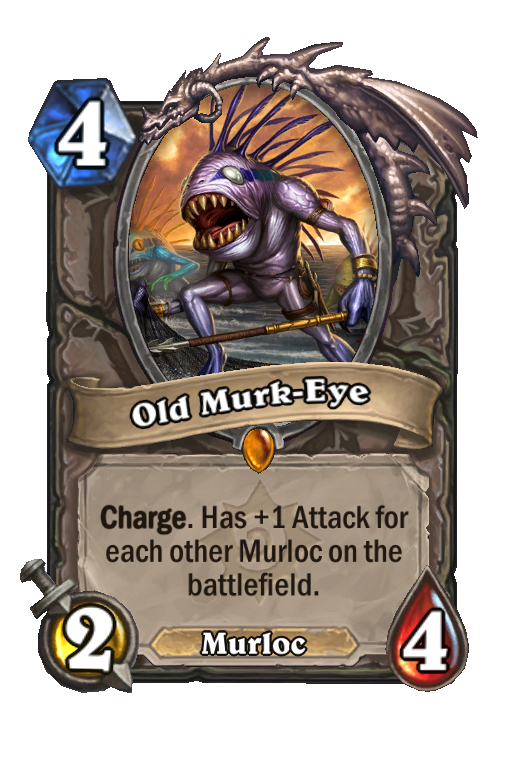 4
Old Murk-Eye
Charge. Has +1 Attack for
each other Murloc on the
battlefield.
2
Murloc
4